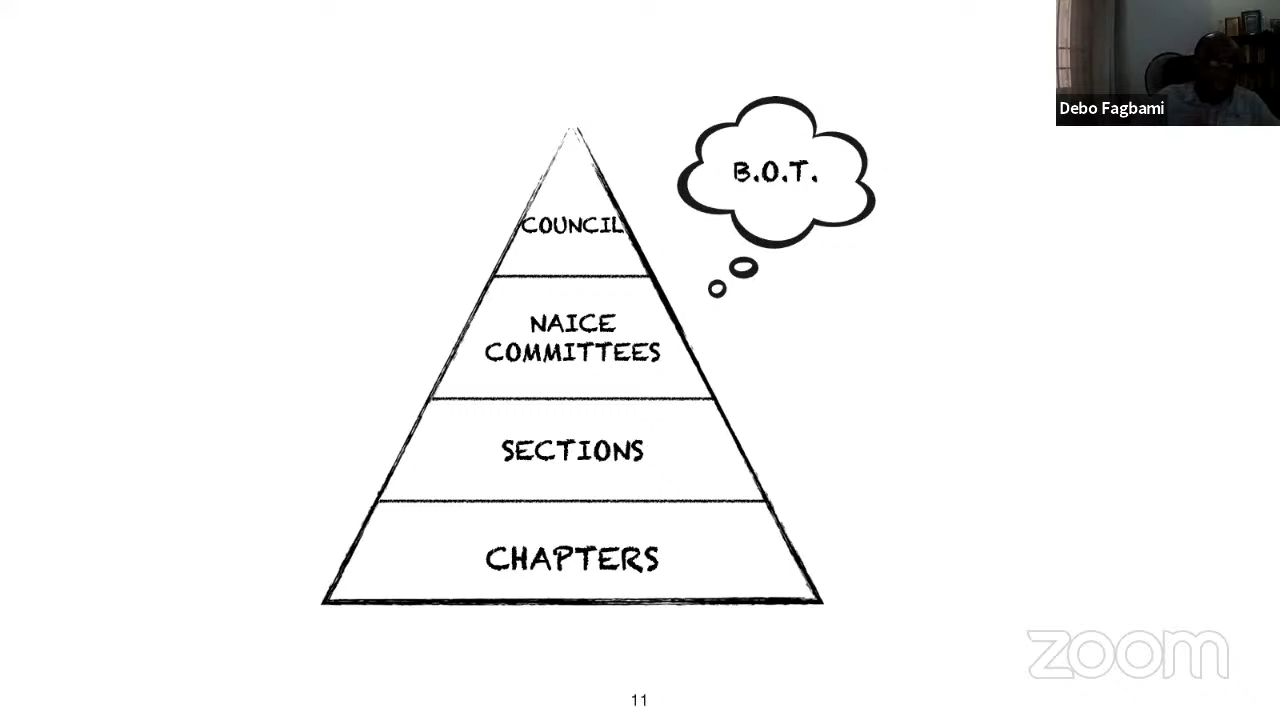 Debo Fagbami
B.O.T.
COUNCIL
NAICE
COMMITTEES
SECTIONS
CHAPTERS
zoom
11